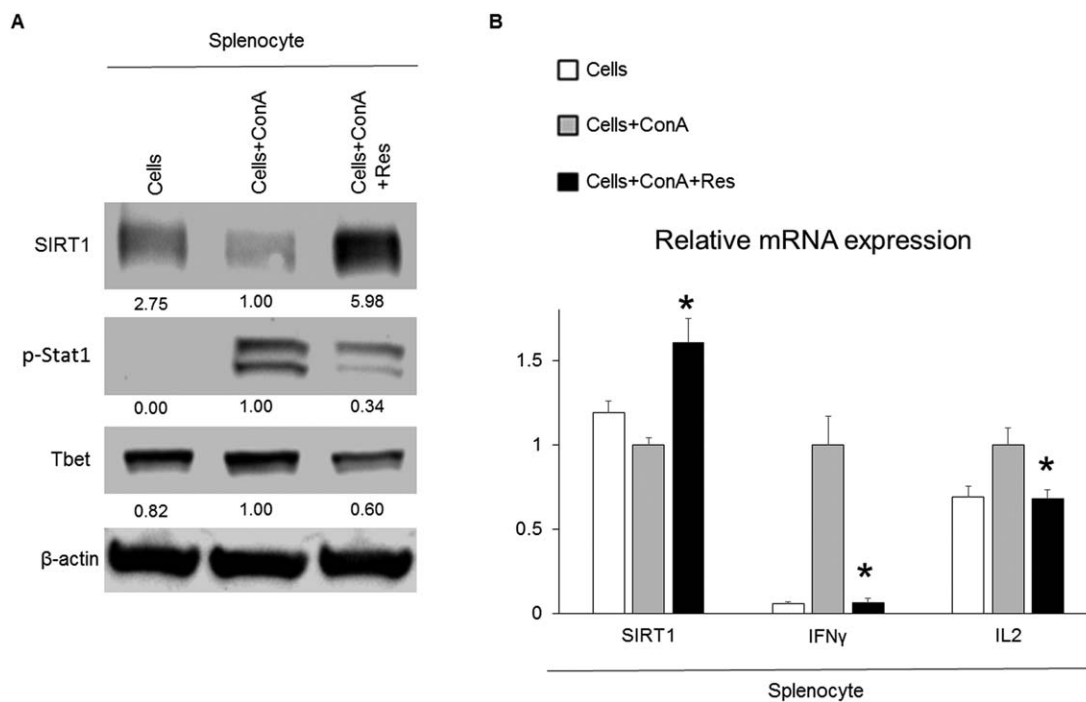 A
Splenocyte
Cells
Cells+ConA
Cells+ConA
+Res
SIRT1
2.75 1.00 5.98
p-Stat1
0.00 1.00 0.34
Tbet
0.82 1.00 0.60
β-actin
B
Cells
Cells+ConA
Cells+ConA+Res
Relative mRNA expression
1.5
1
0.5
0
*
*
*
SIRT1 IFNγ IL2
Splenocyte